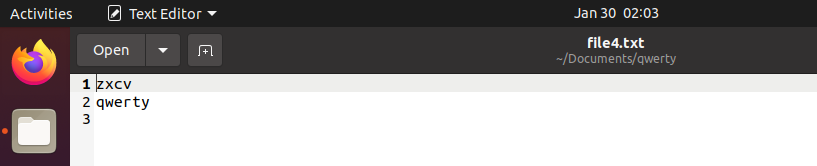 Activities Text Editor Jan 30 02:03
Open file4.txt
~/Documents/qwerty
1 zxcv
2 qwerty
3